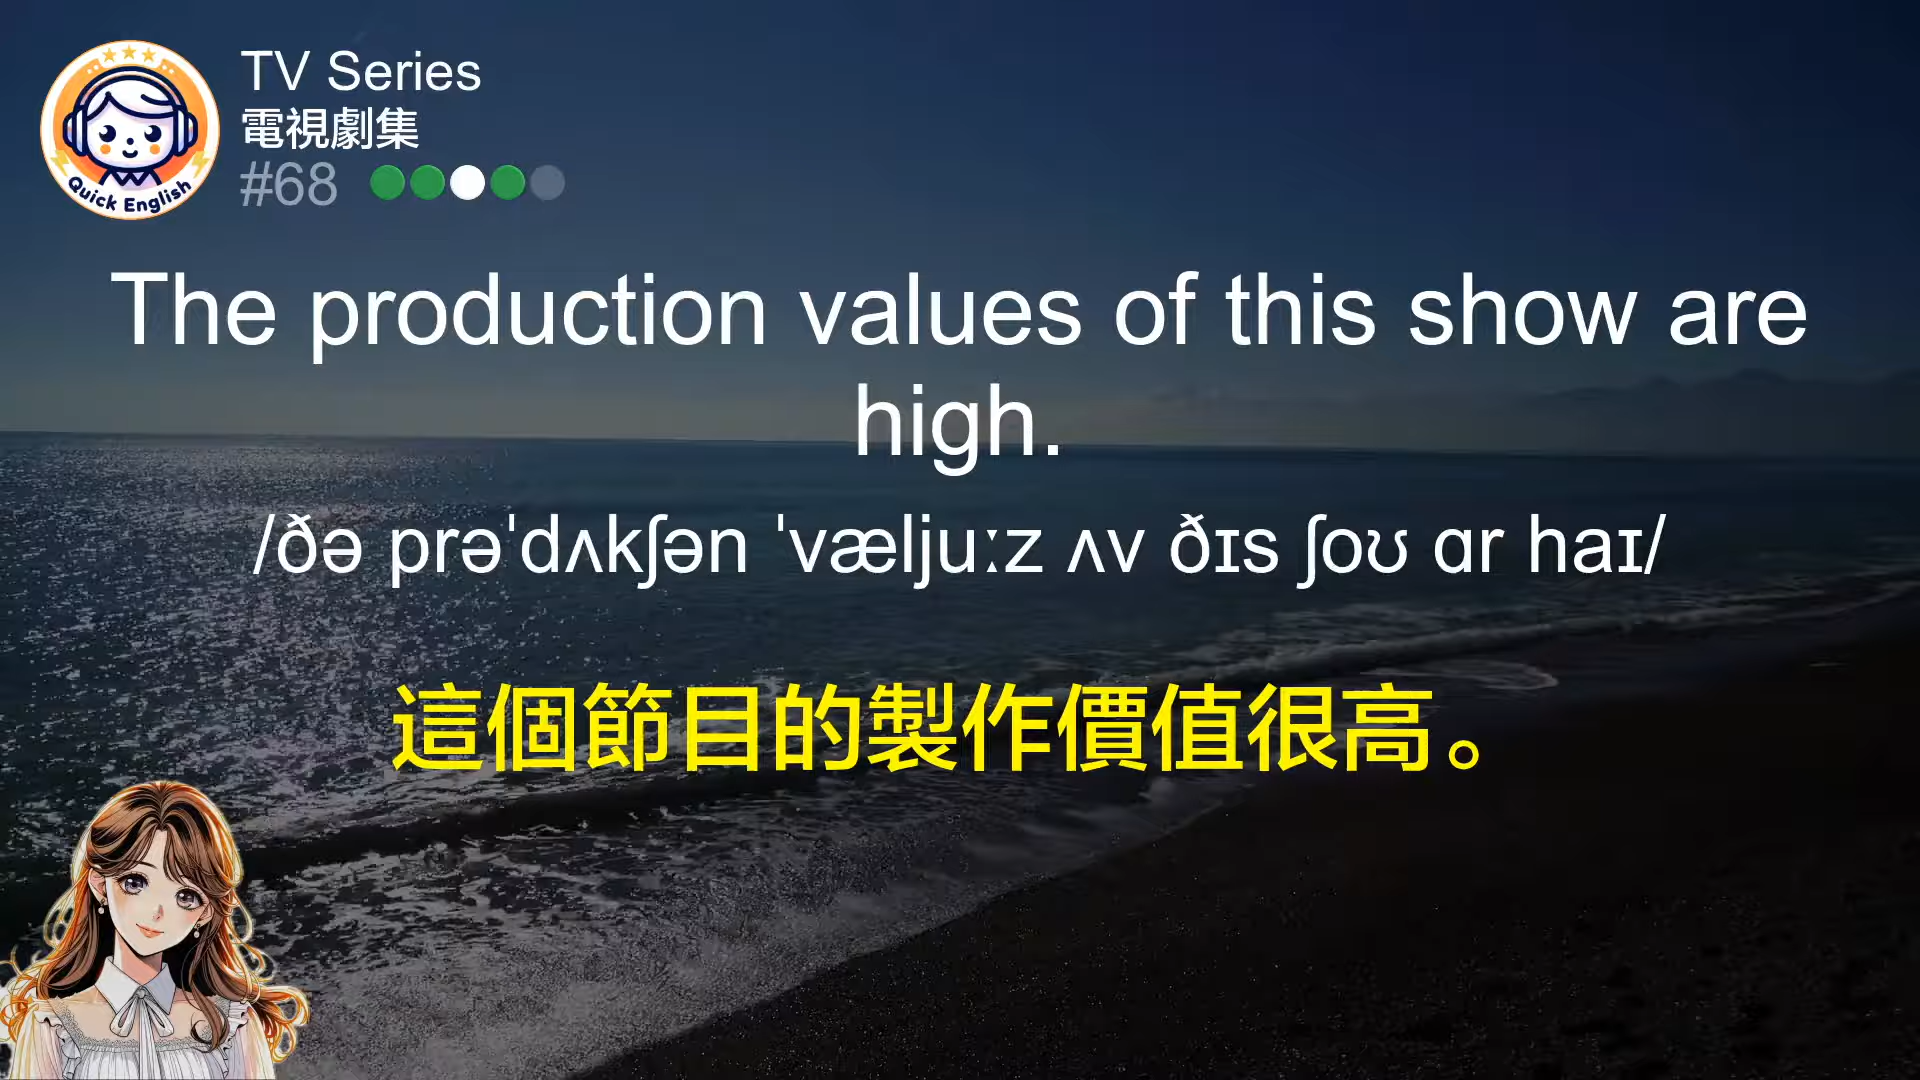 Quick English
TV Series
電視劇集
#68
The production values of this show are
high.
/ðə prəˈdʌkʃən ˈvæljuːz ʌv ðɪs ʃoʊ ɑr haɪ/
這個節目的製作價值很高。